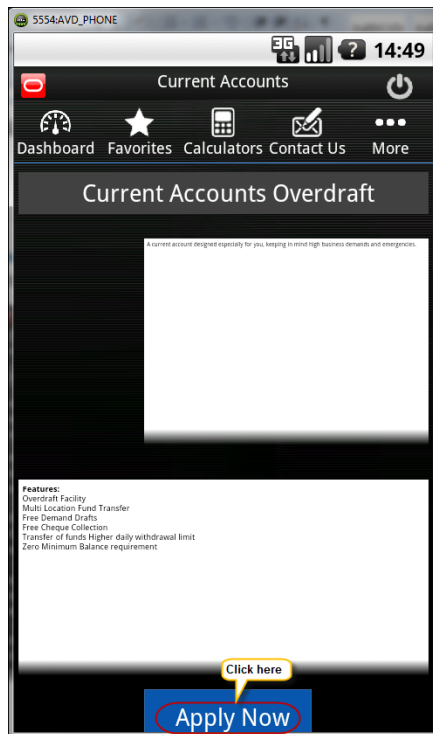 5554:AVD_PHONE
3G
14:49
Current Accounts
Dashboard Favorites Calculators Contact Us More
Current Accounts Overdraft
A current account designed especially for you, keeping in mind high business demands and emergencies.
Features:
Overdraft Facility
Multi Location Fund Transfer
Free Demand Drafts
Free Cheque Collection
Transfer of funds Higher daily withdrawal limit
Zero Minimum Balance requirement
Click here
Apply Now